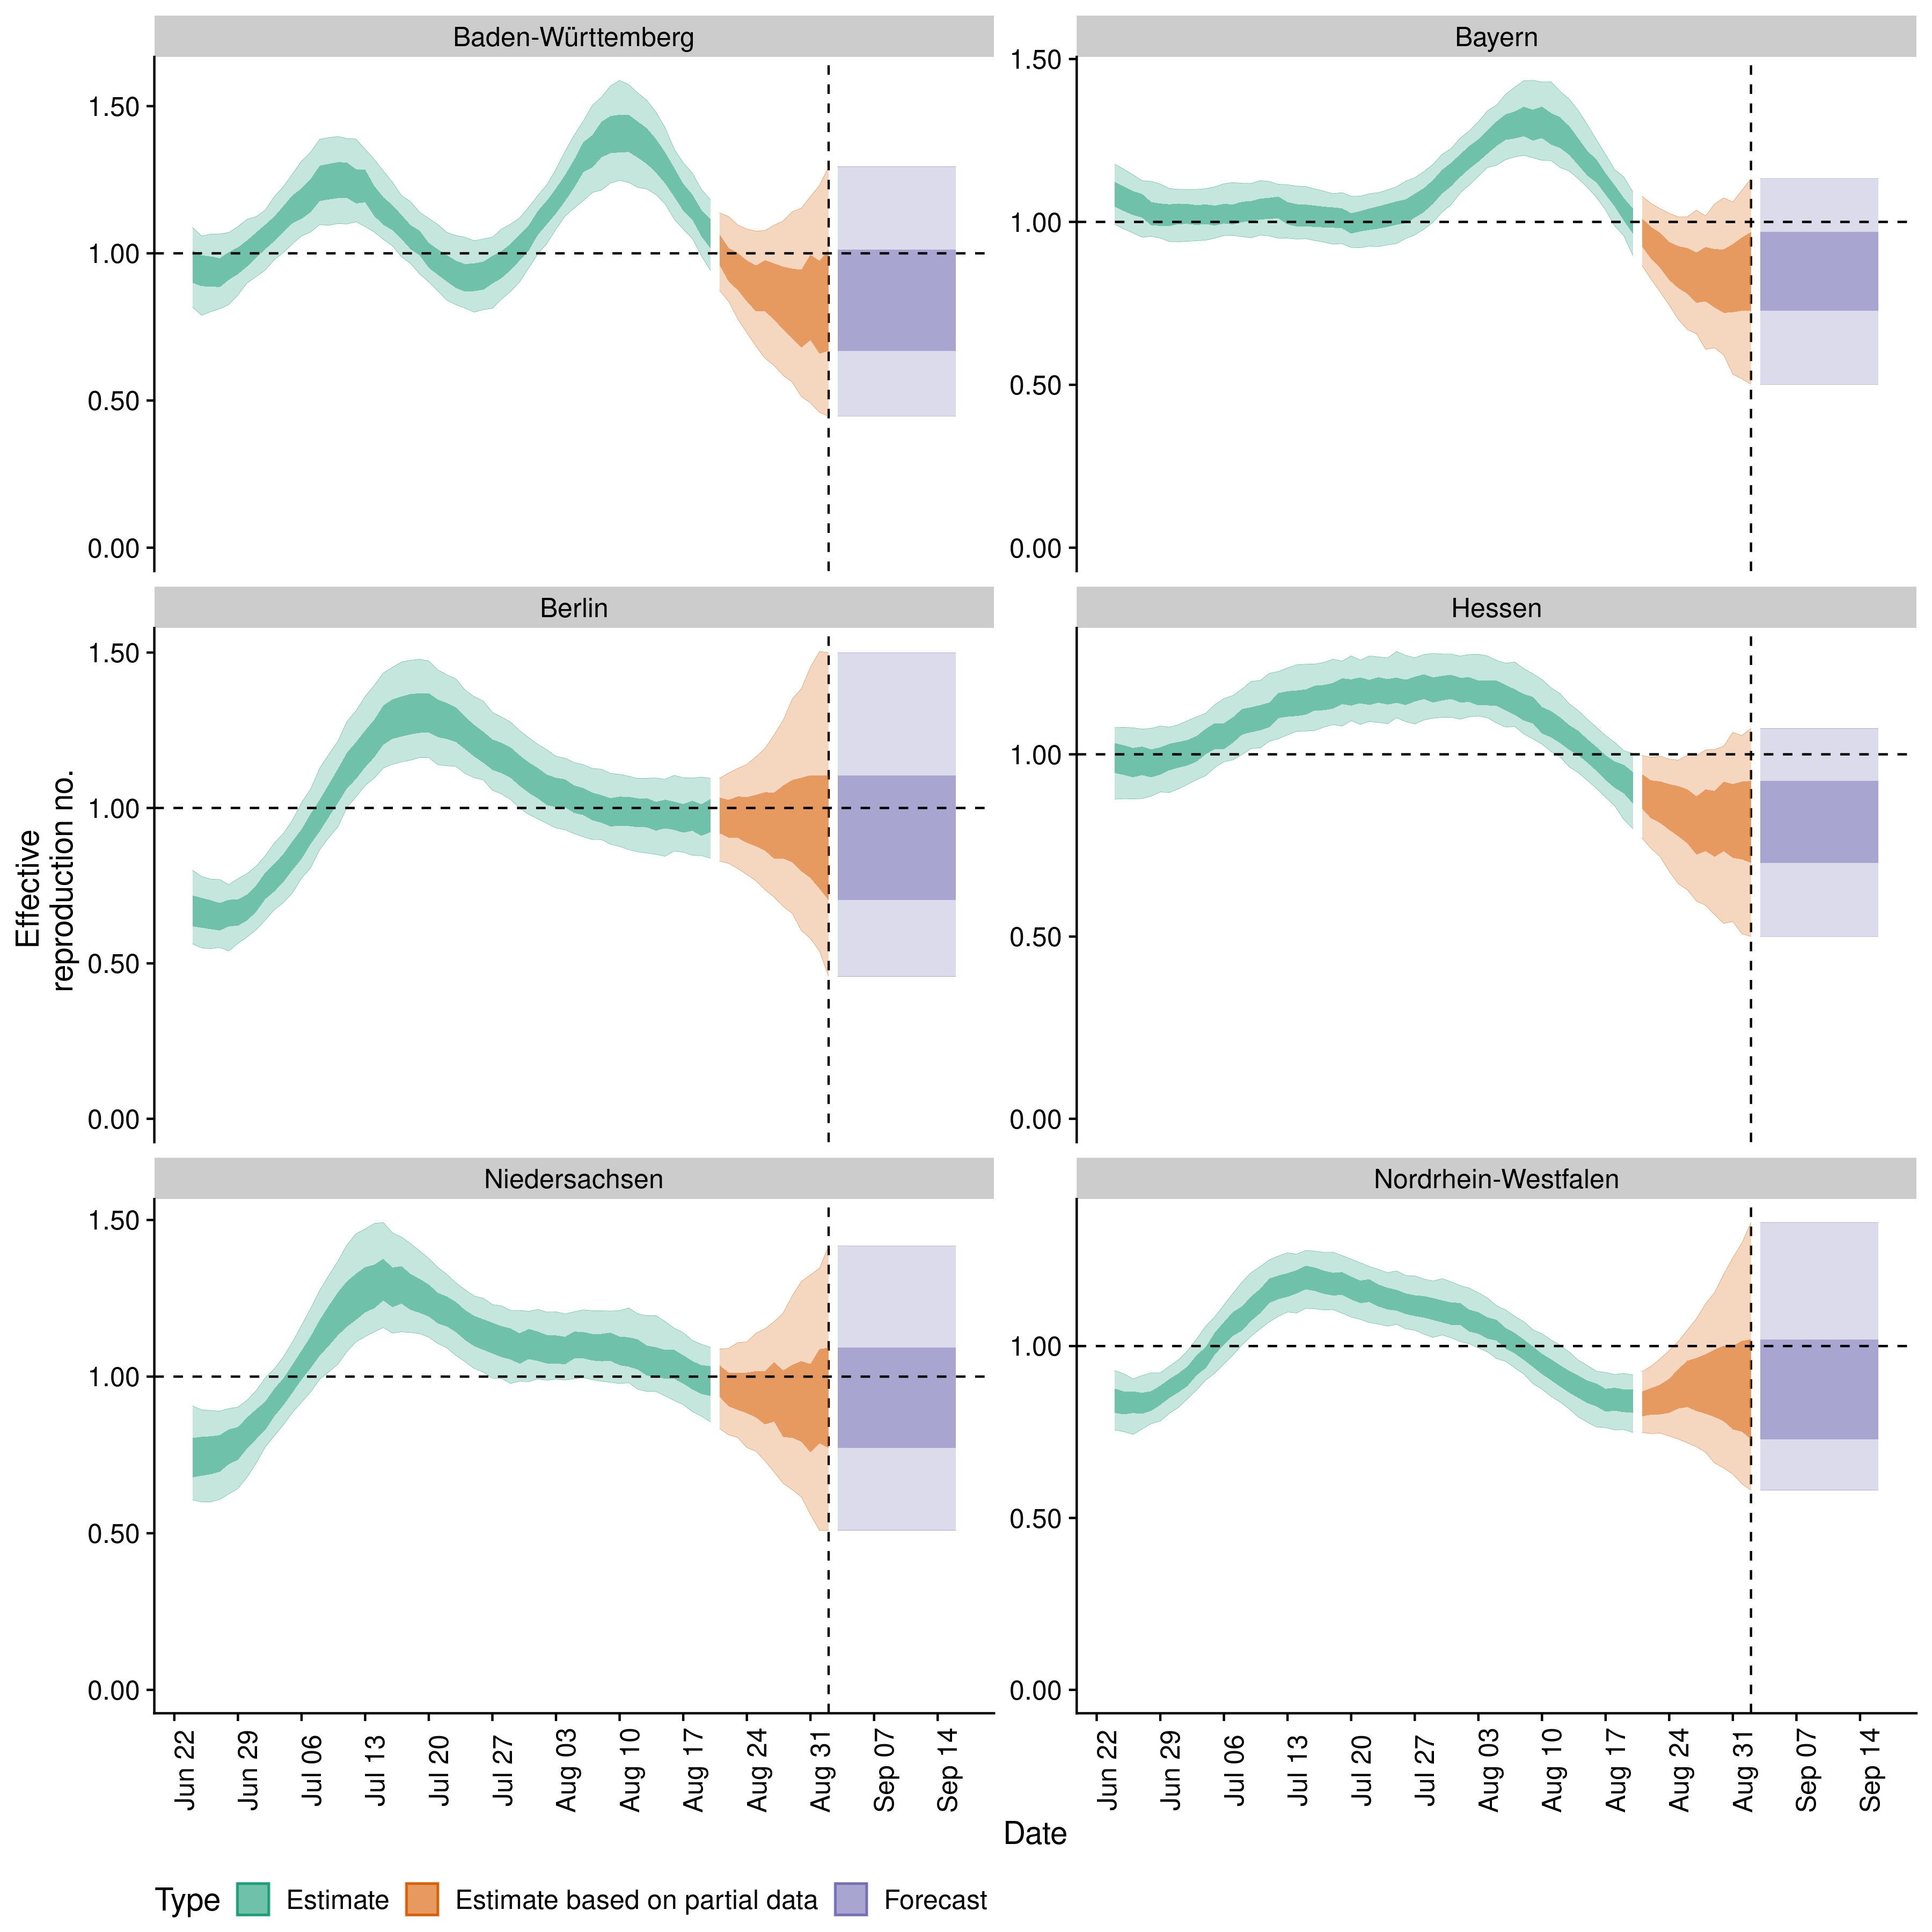 Baden-Württemberg
Bayern
1.50
1.00
0.50
0.00
1.50
1.00
0.50
0.00
Berlin
Hessen
1.50
1.00
0.50
0.00
1.00
0.50
0.00
Niedersachsen
Nordrhein-Westfalen
1.50
1.00
0.50
0.00
1.00
0.50
0.00
Effective
reproduction no.
Jun 22
Jun 29
Jul 06
Jul 13
Jul 20
Jul 27
Aug 03
Aug 10
Aug 17
Aug 24
Aug 31
Sep 07
Sep 14
Jun 22
Jun 29
Jul 06
Jul 13
Jul 20
Jul 27
Aug 03
Aug 10
Aug 17
Aug 24
Aug 31
Sep 07
Sep 14
Date
Type Estimate Estimate based on partial data Forecast